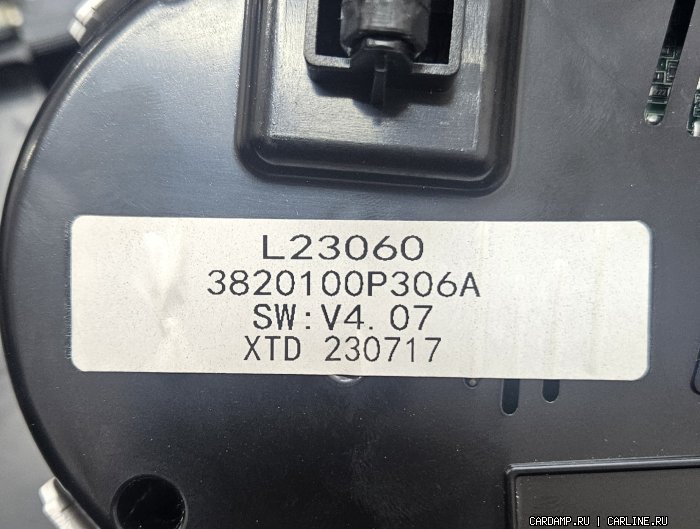 L23060
3820100P306A
SW:V4.07
XTD 230717
CARDAMP.RU | CARLINE.RU